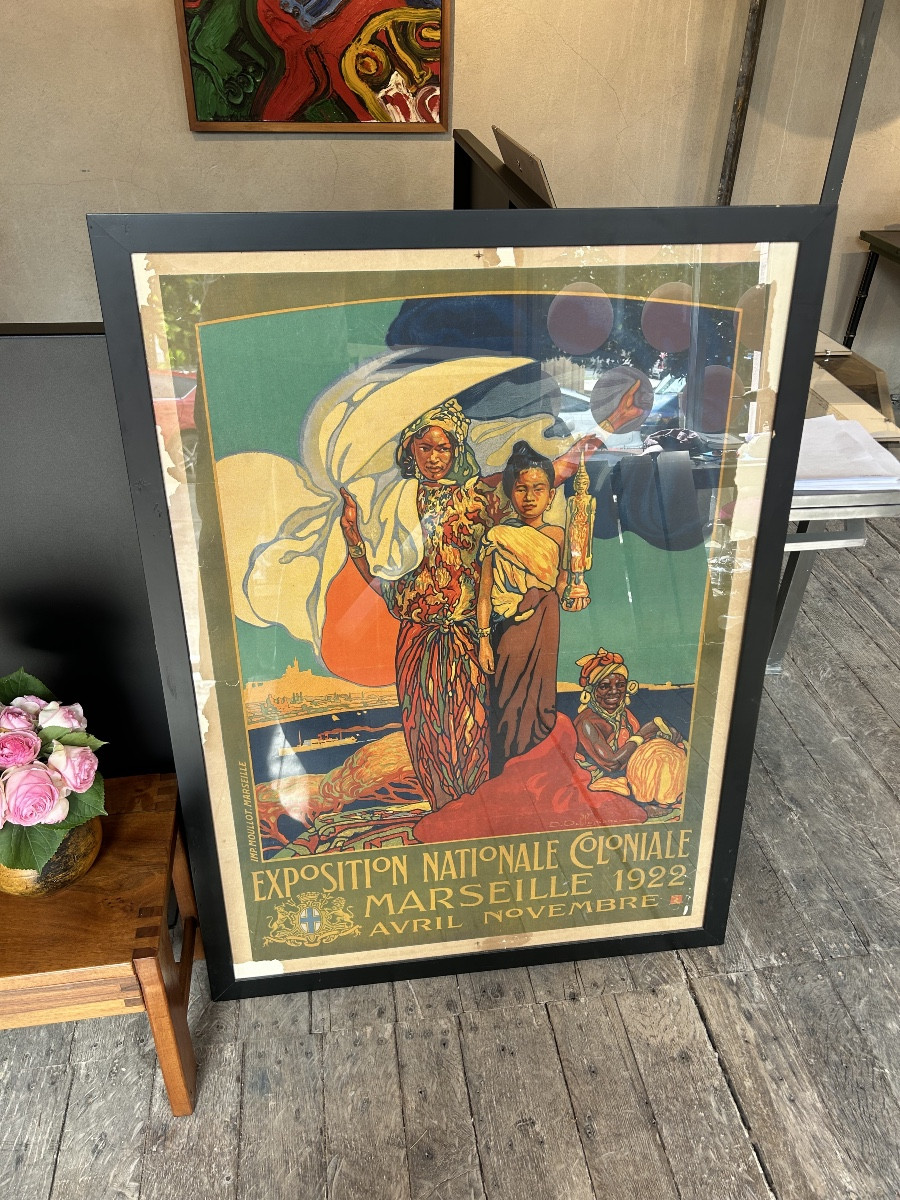 IMP. MOULLOT. MARSEILLE
EXPOSITION NATIONALE COLONIALE
MARSEILLE 1922
AVRIL NOVEMBRE